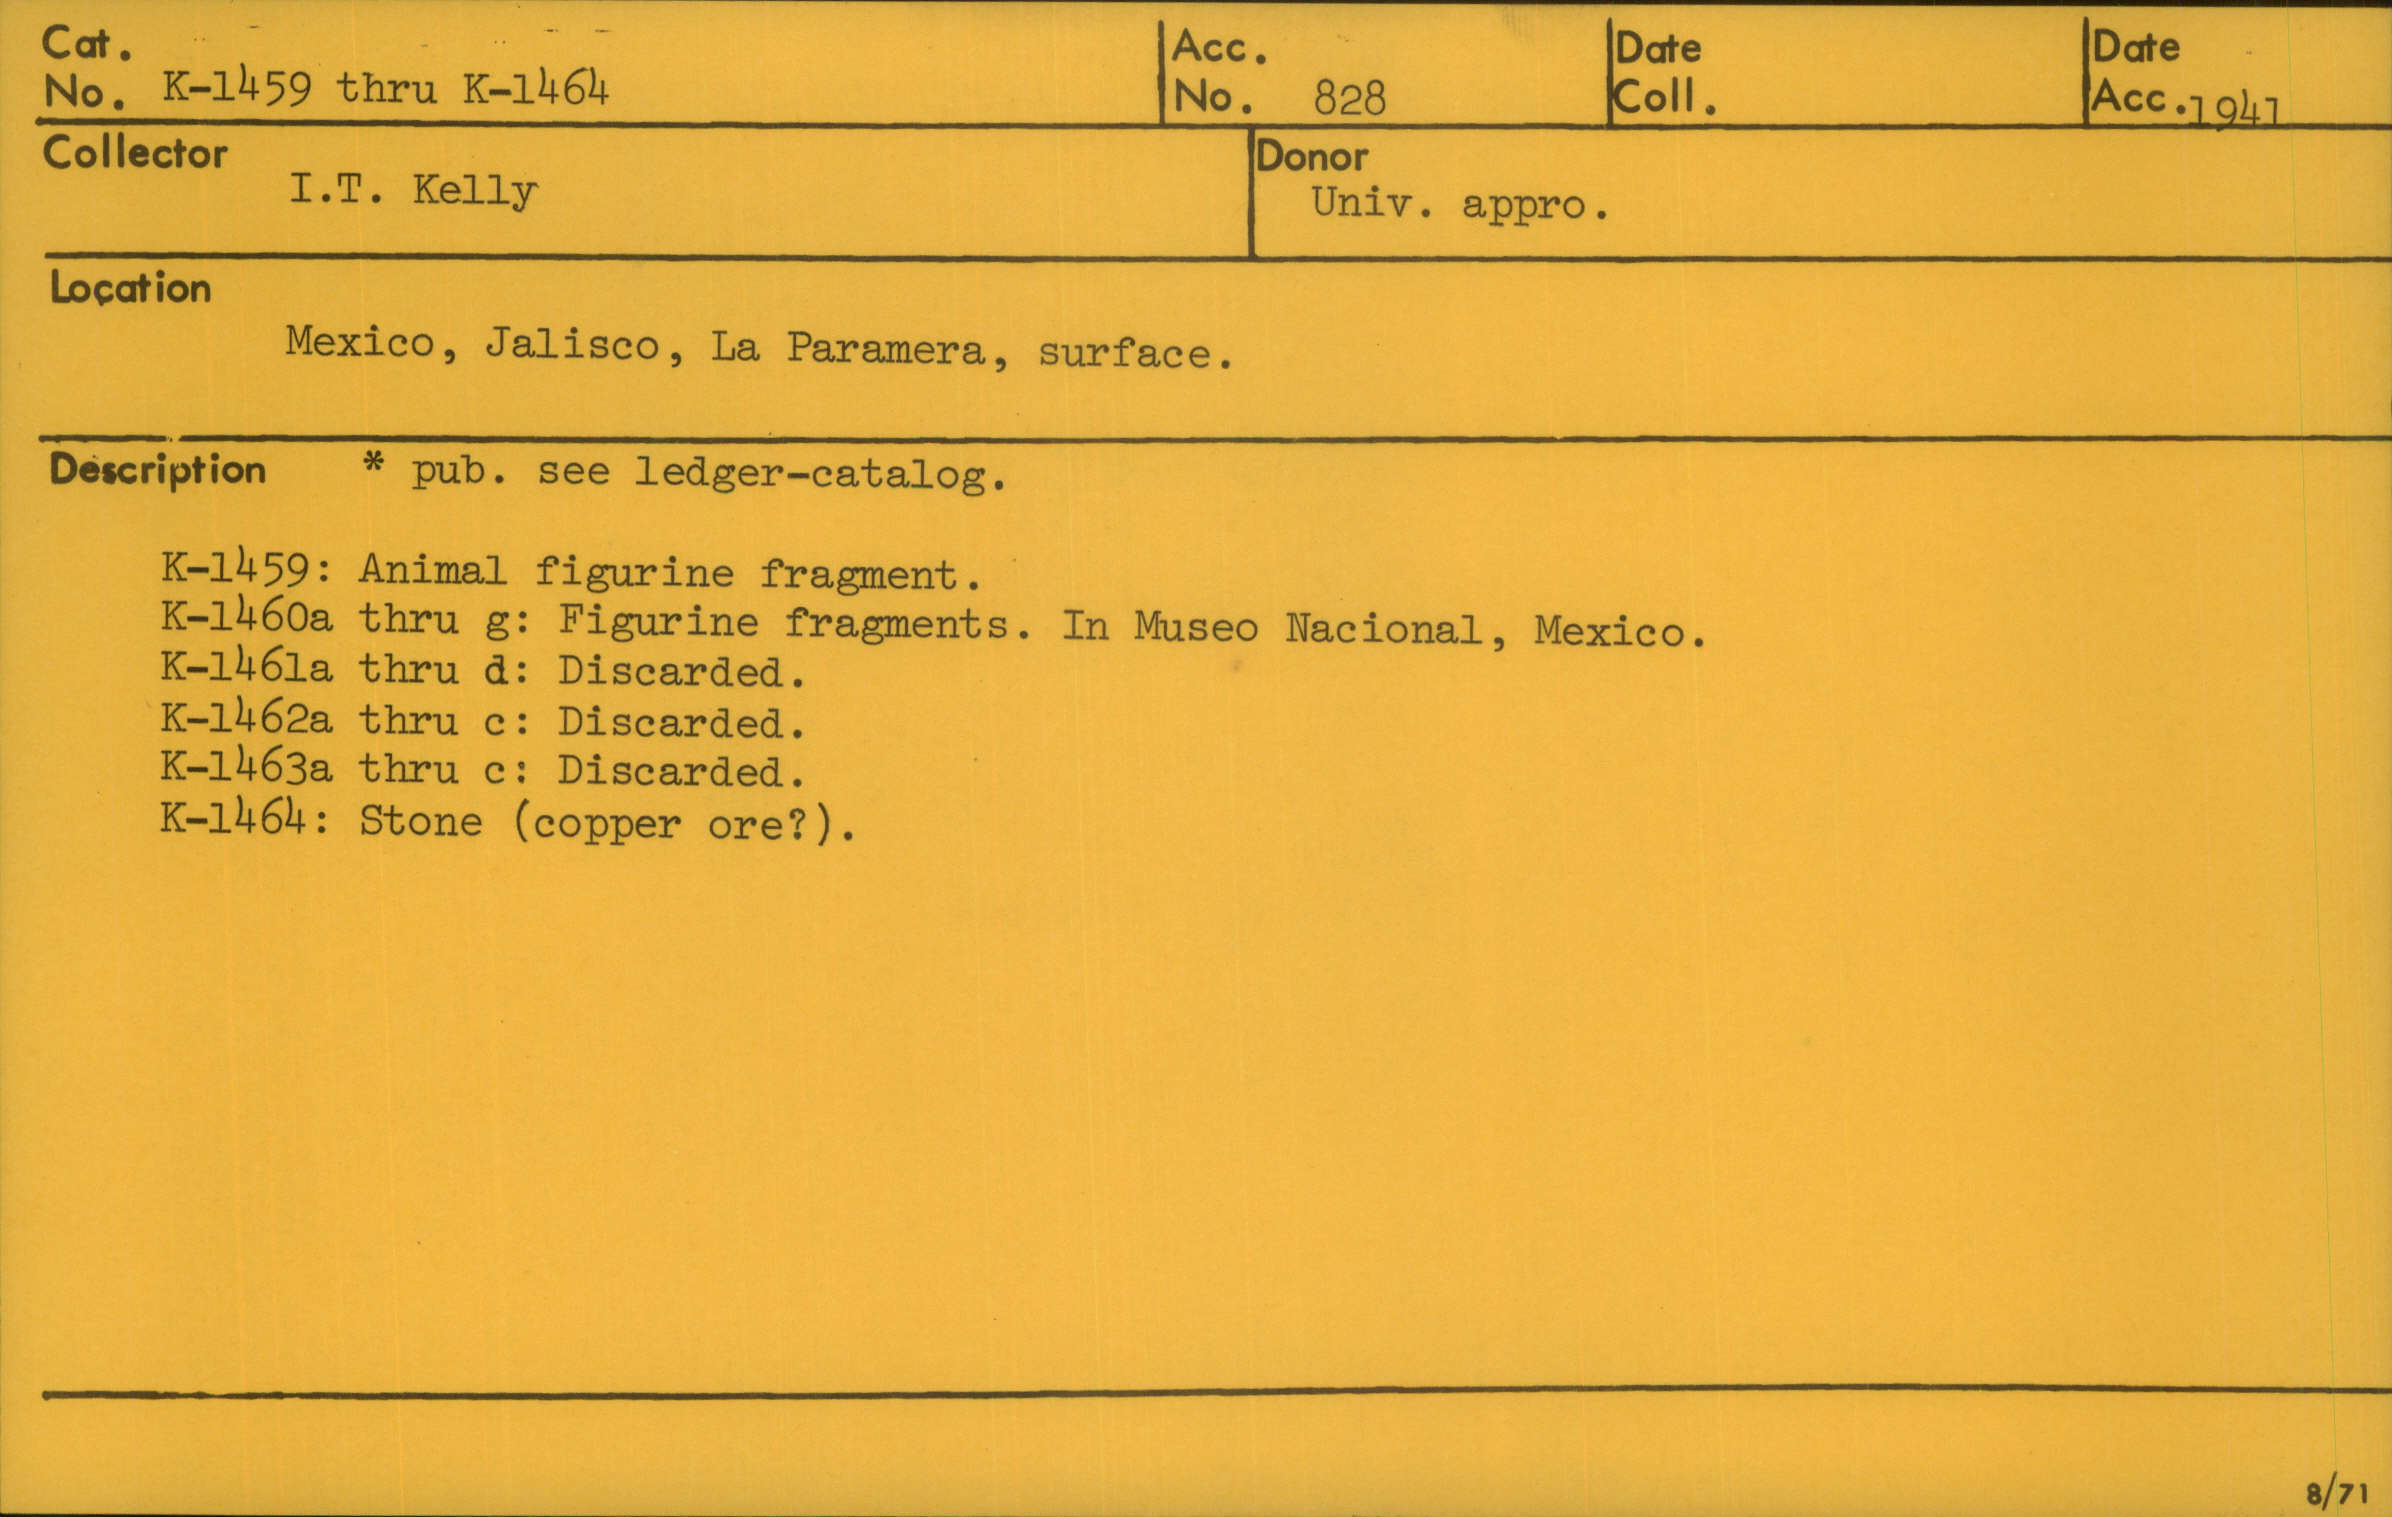 Cat. No. K-1459 thru K-1464
Acc. No. 828
Date Coll.
Date Acc. 1941
Collector
I.T. Kelly
Donor
Univ. appro.
Location
Mexico, Jalisco, La Paramera, surface.
Description * pub. see ledger-catalog.
K-1459: Animal figurine fragment.
K-1460a thru g: Figurine fragments. In Museo Nacional, Mexico.
K-1461a thru d: Discarded.
K-1462a thru c: Discarded.
K-1463a thru c: Discarded.
K-1464: Stone (copper ore?).
8/71